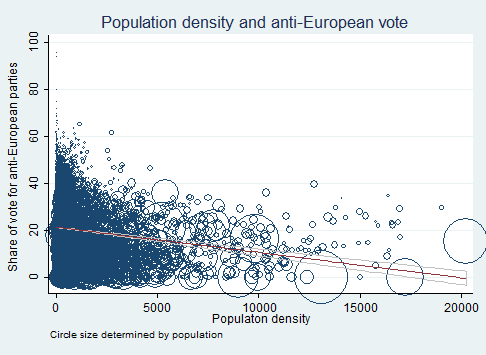 Population density and anti-European vote
Share of vote for anti-European parties
100
80
60
40
20
0
0
5000
10000
15000
20000
Population density
Circle size determined by population